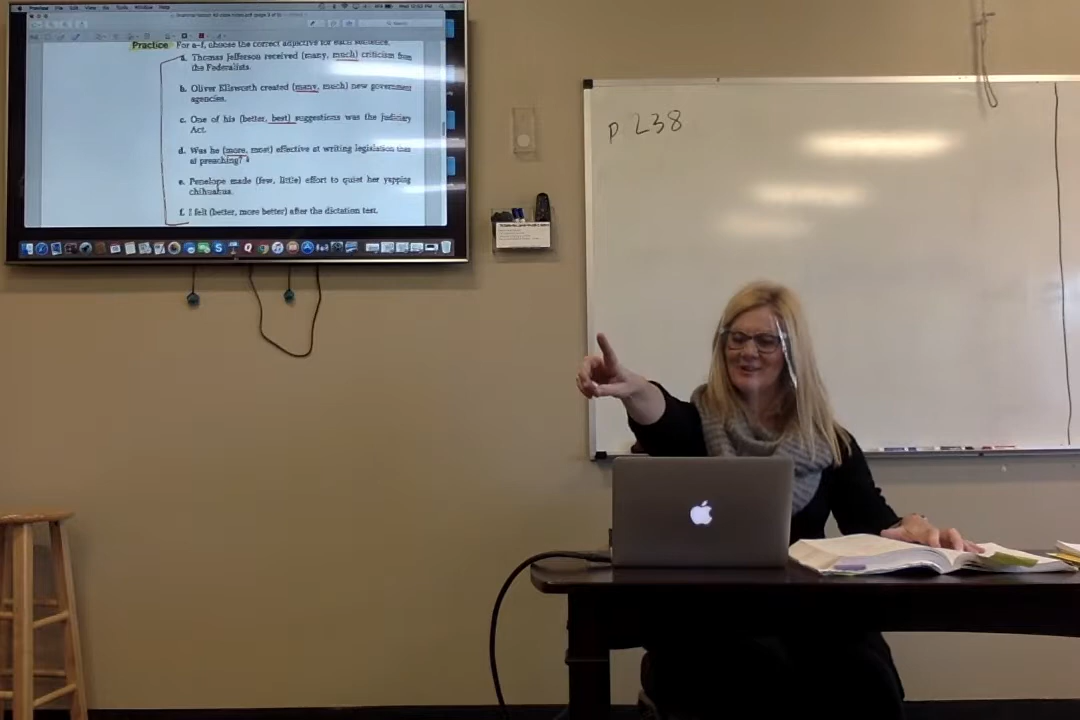 Practice For a-f, choose the correct adjective for each sentence.
a. Thomas Jefferson received (many, much) criticism from
the Federalists.
b. Oliver Ellsworth created (many, much) new government
agencies.
c. One of his (better, best) suggestions was the Judiciary
Act.
d. Was he (more, most) effective at writing legislation than
at preaching?
e. Penelope made (few, little) effort to quiet her yapping
chihuahua.
f. I felt (better, more better) after the dictation test.
p 238